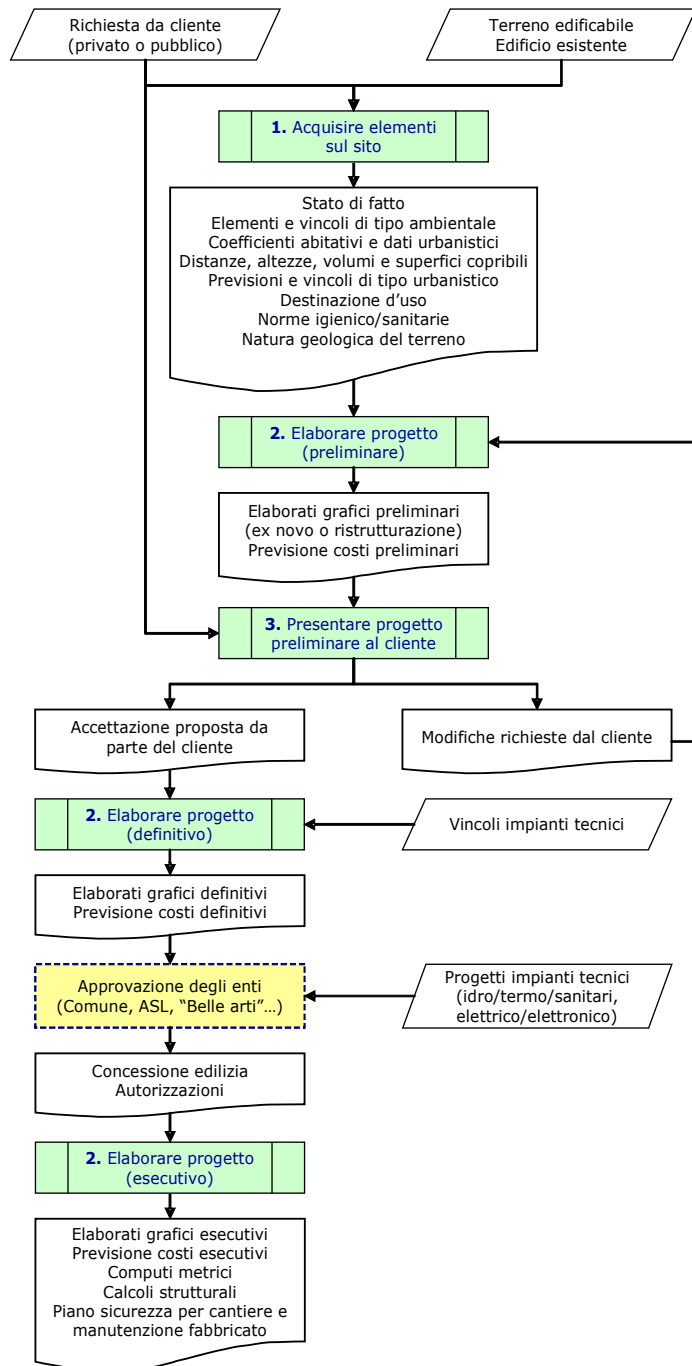 Richiesta da cliente
(privato o pubblico)
Terreno edificabile
Edificio esistente
1. Acquisire elementi
sul sito
Stato di fatto
Elementi e vincoli di tipo ambientale
Coefficienti abitativi e dati urbanistici
Distanze, altezze, volumi e superfici copribili
Previsioni e vincoli di tipo urbanistico
Destinazione d’uso
Norme igienico/sanitarie
Natura geologica del terreno
2. Elaborare progetto
(preliminare)
Elaborati grafici preliminari
(ex novo o ristrutturazione)
Previsione costi preliminari
3. Presentare progetto
preliminare al cliente
Accettazione proposta da
parte del cliente
Modifiche richieste dal cliente
2. Elaborare progetto
(definitivo)
Vincoli impianti tecnici
Elaborati grafici definitivi
Previsione costi definitivi
Approvazione degli enti
(Comune, ASL, “Belle arti”…)
Progetti impianti tecnici
(idro/termo/sanitari,
elettrico/elettronico)
Concessione edilizia
Autorizzazioni
2. Elaborare progetto
(esecutivo)
Elaborati grafici esecutivi
Previsione costi esecutivi
Computi metrici
Calcoli strutturali
Piano sicurezza per cantiere e
manutenzione fabbricato